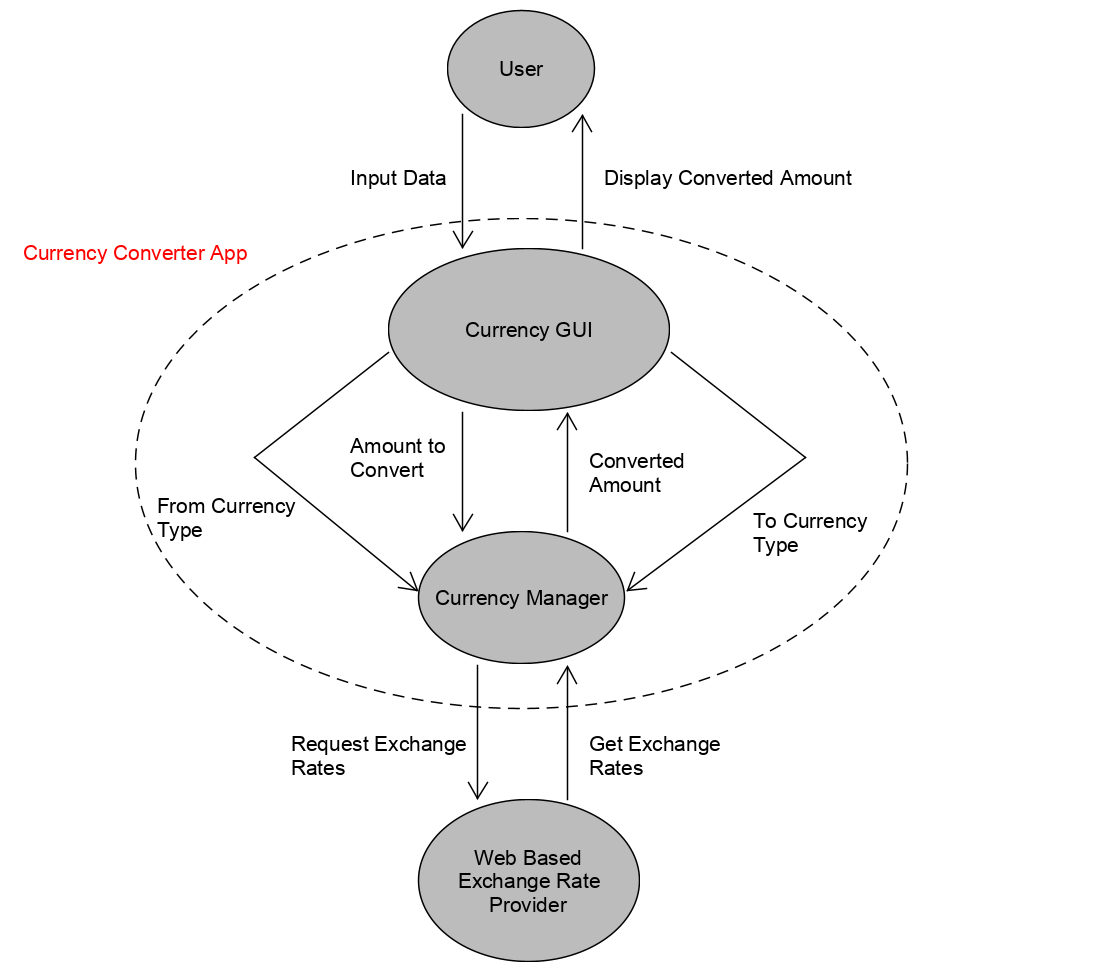 User
Input Data
Display Converted Amount
Currency Converter App
Currency GUI
Amount to
Convert
Converted
Amount
From Currency
Type
To Currency
Type
Currency Manager
Request Exchange
Rates
Get Exchange
Rates
Web Based
Exchange Rate
Provider